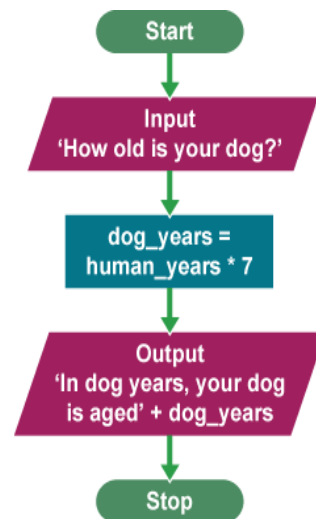 Start
Input
‘How old is your dog?’
dog_years =
human_years * 7
Output
‘In dog years, your dog
is aged’ + dog_years
Stop